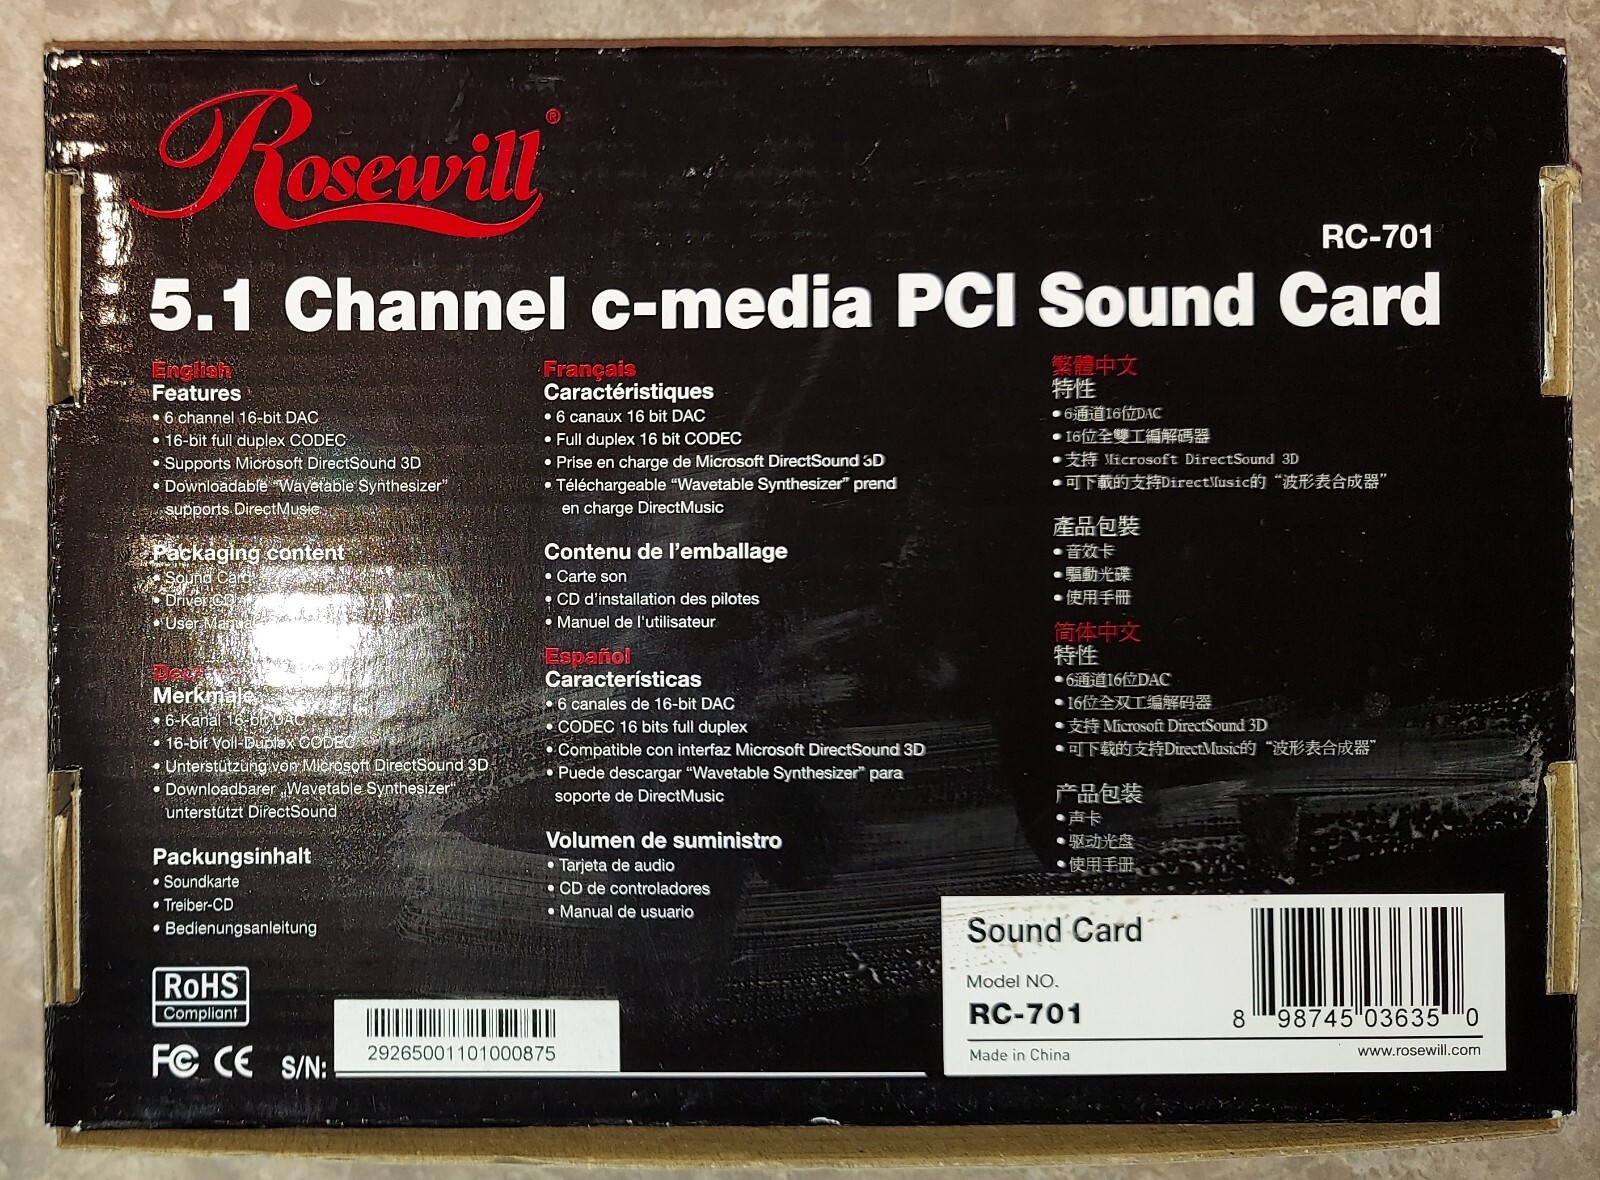 Rosewill®
RC-701
5.1 Channel c-media PCI Sound Card
English
Features
• 6 channel 16-bit DAC
• 16-bit full duplex CODEC
• Supports Microsoft DirectSound 3D
• Downloadable “Wavetable Synthesizer”
supports DirectMusic
Packaging content
• Sound Card
• Driver CD
• User Manual
Merkmale
• 6-Kanal 16-bit DAC
• 16-bit Voll-Duplex CODEC
• Unterstützung von Microsoft DirectSound 3D
• Downloadbarer „Wavetable Synthesizer“
unterstützt DirectSound
Packungsinhalt
• Soundkarte
• Treiber-CD
• Bedienungsanleitung
Français
Caractéristiques
• 6 canaux 16 bit DAC
• Full duplex 16 bit CODEC
• Prise en charge de Microsoft DirectSound 3D
• Téléchargeable “Wavetable Synthesizer” prend
en charge DirectMusic
Contenu de l’emballage
• Carte son
• CD d’installation des pilotes
• Manuel de l'utilisateur
Español
Características
• 6 canales de 16-bit DAC
• CODEC 16 bits full duplex
• Compatible con interfaz Microsoft DirectSound 3D
• Puede descargar “Wavetable Synthesizer” para
soporte de DirectMusic
Volumen de suministro
• Tarjeta de audio
• CD de controladores
• Manual de usuario
繁體中文
特性
• 6通道16位DAC
• 16位全雙工編解碼器
• 支持 Microsoft DirectSound 3D
• 可下載的支持DirectMusic的“波形表合成器”
產品包裝
• 音效卡
• 驅動光碟
• 使用手冊
简体中文
特性
• 6通道16位DAC
• 16位全双工编解码器
• 支持 Microsoft DirectSound 3D
• 可下载的支持DirectMusic的“波形表合成器”
产品包装
• 声卡
• 驱动光盘
• 使用手册
RoHS
Compliant
FC CE S/N:
29265001101000875
Sound Card
Model NO.
RC-701
Made in China
8 98745 03635 0
www.rosewill.com